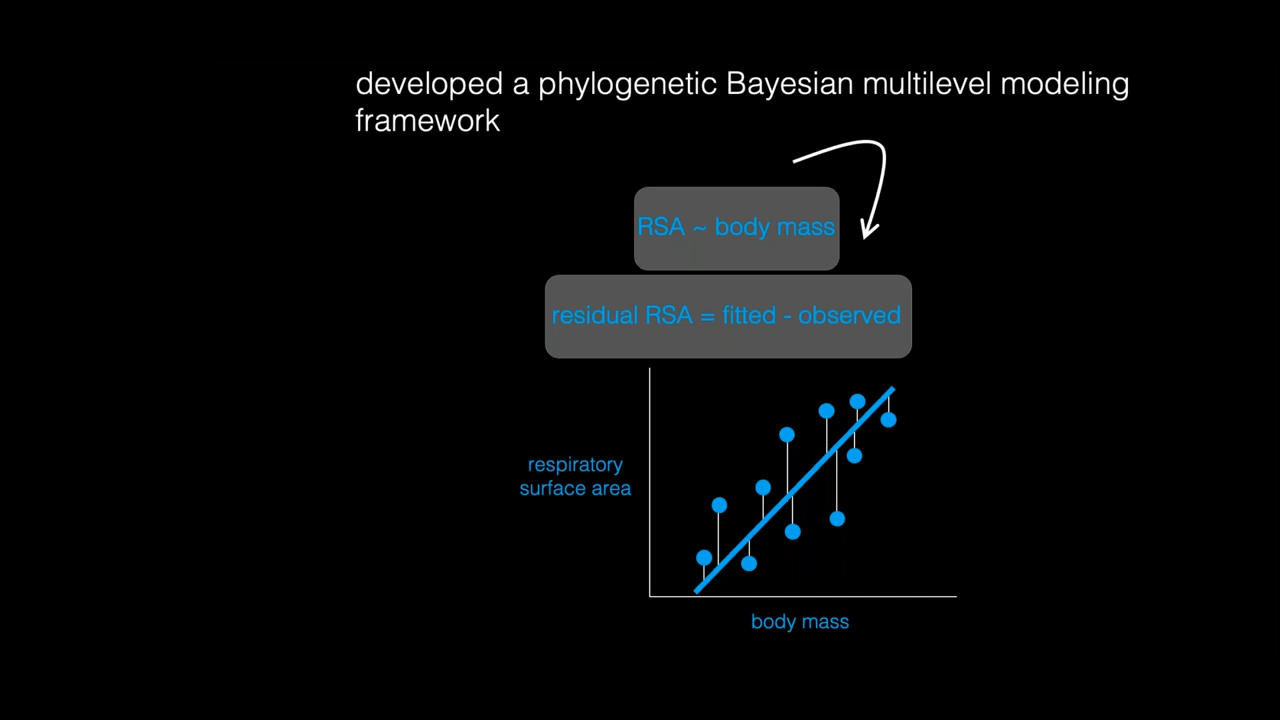 developed a phylogenetic Bayesian multilevel modeling
framework
RSA ~ body mass
residual RSA = fitted - observed
respiratory
surface area
body mass